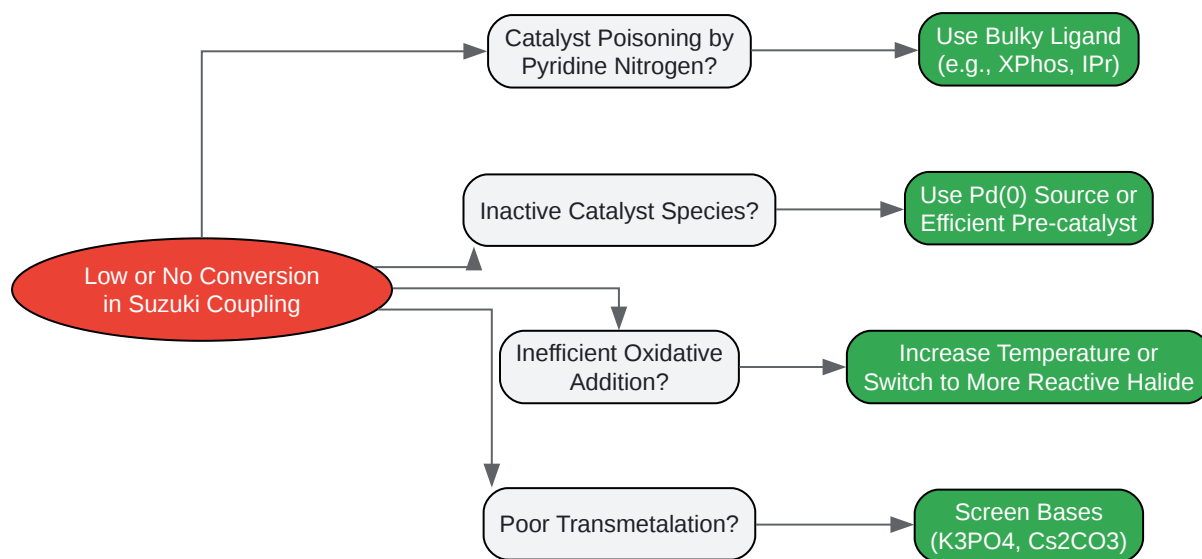 Catalyst Poisoning by
Pyridine Nitrogen?
Use Bulky Ligand
(e.g., XPhos, IPr)
Inactive Catalyst Species?
Use Pd(0) Source or
Efficient Pre-catalyst
Low or No Conversion
in Suzuki Coupling
Inefficient Oxidative
Addition?
Increase Temperature or
Switch to More Reactive Halide
Poor Transmetalation?
Screen Bases
(K3PO4, Cs2CO3)